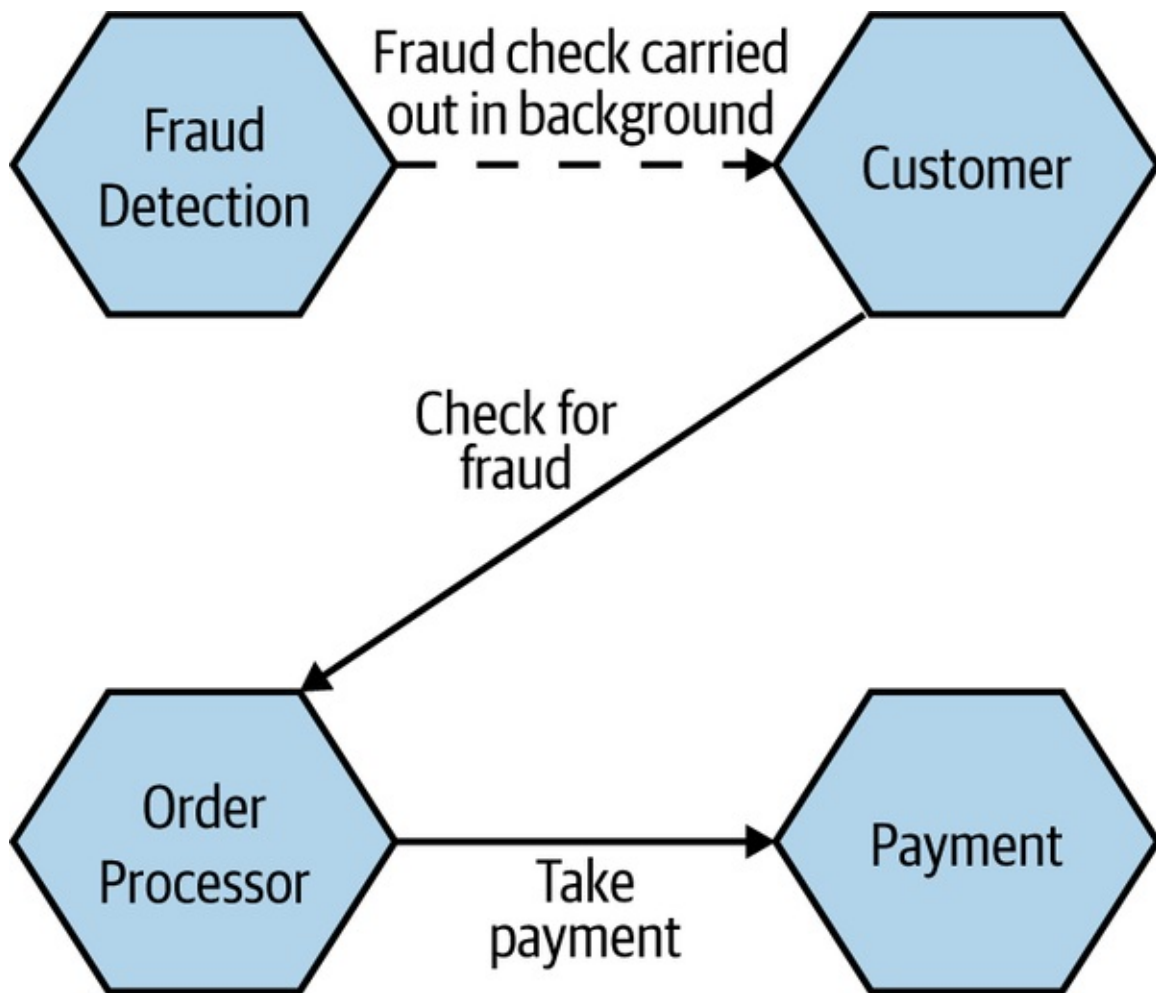 Fraud
Detection
Fraud check carried
out in background
Customer
Check for
fraud
Order
Processor
Take
payment
Payment